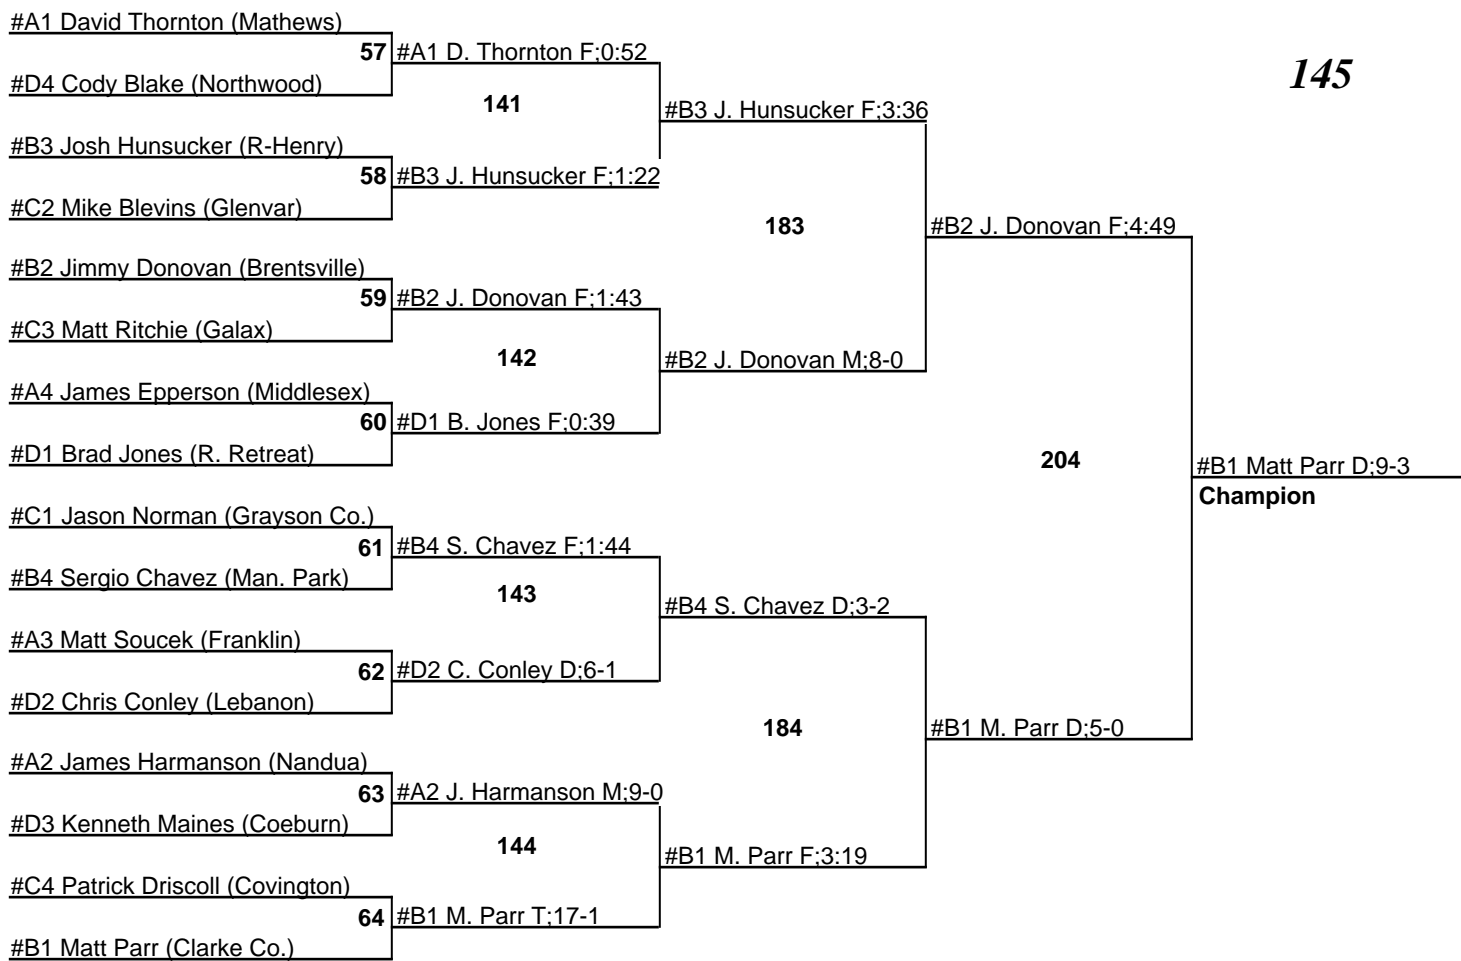 #A1 David Thornton (Mathews)
57
#D4 Cody Blake (Northwood)
#B3 Josh Hunsucker (R-Henry)
58
#C2 Mike Blevins (Glenvar)
#B2 Jimmy Donovan (Brentsville)
59
#C3 Matt Ritchie (Galax)
#A4 James Epperson (Middlesex)
60
#D1 Brad Jones (R. Retreat)
#C1 Jason Norman (Grayson Co.)
61
#B4 Sergio Chavez (Man. Park)
#A3 Matt Soucek (Franklin)
62
#D2 Chris Conley (Lebanon)
#A2 James Harmanson (Nandua)
63
#D3 Kenneth Maines (Coeburn)
#C4 Patrick Driscoll (Covington)
64
#B1 Matt Parr (Clarke Co.)
#A1 D. Thornton F;0:52
141
#B3 J. Hunsucker F;1:22
#B2 J. Donovan F;1:43
142
#D1 B. Jones F;0:39
#B4 S. Chavez F;1:44
143
#D2 C. Conley D;6-1
#A2 J. Harmanson M;9-0
144
#B1 M. Parr T;17-1
#B3 J. Hunsucker F;3:36
183
#B2 J. Donovan M;8-0
#B4 S. Chavez D;3-2
184
#B1 M. Parr F;3:19
#B2 J. Donovan F;4:49
204
#B1 M. Parr D;5-0
145
#B1 Matt Parr D;9-3
Champion